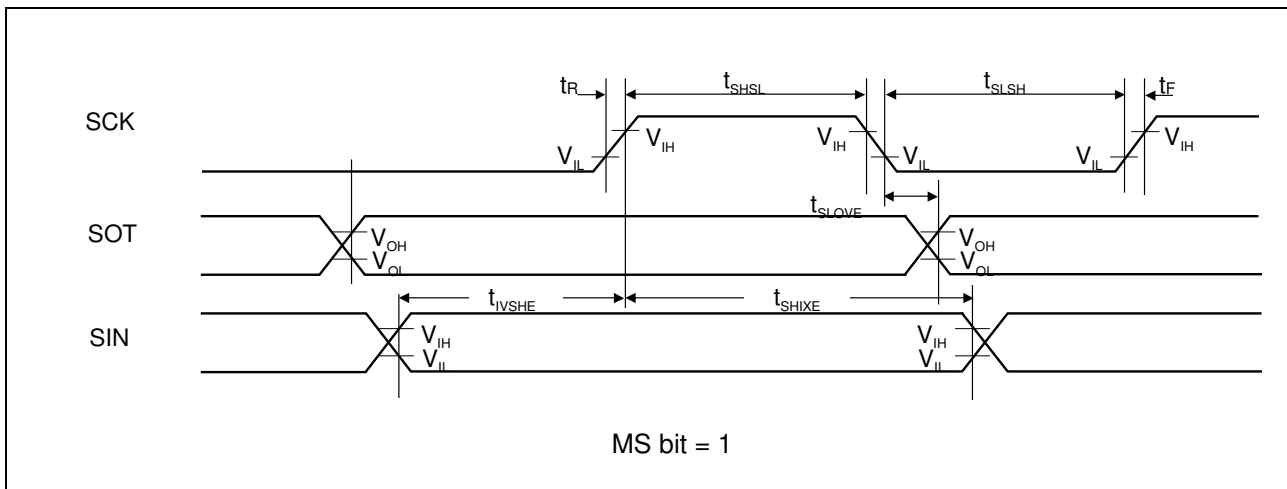 tR
tSHSL
tSLSH
tF
SCK
VIH
VIH
VIH
VIL
VIL
VIL
tSLOVE
SOT
VOH
VOL
VOH
VOL
tIVSHE
tSHIXE
SIN
VIH
VIL
VIH
VIL
MS bit = 1